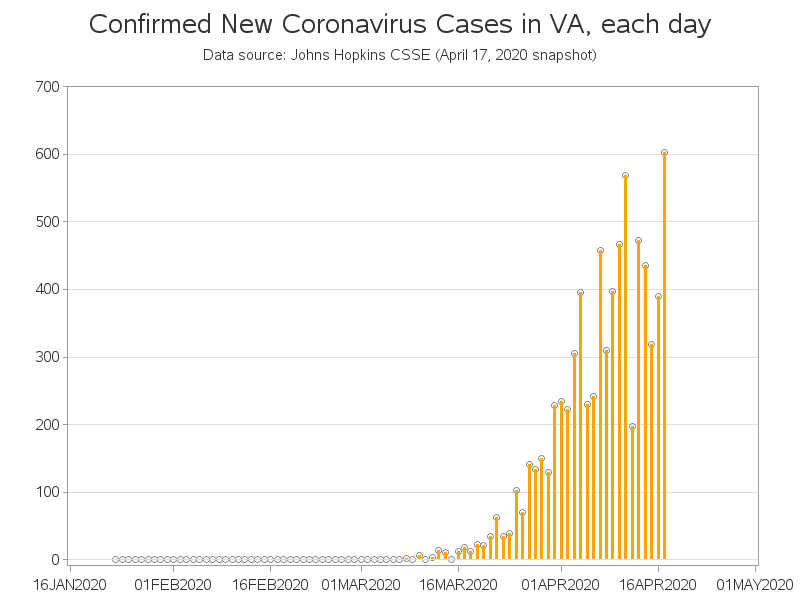 Confirmed New Coronavirus Cases in VA, each day
Data source: Johns Hopkins CSSE (April 17, 2020 snapshot)
700
600
500
400
300
200
100
0
16JAN2020 01FEB2020 16FEB2020 01MAR2020 16MAR2020 01APR2020 16APR2020 01MAY2020